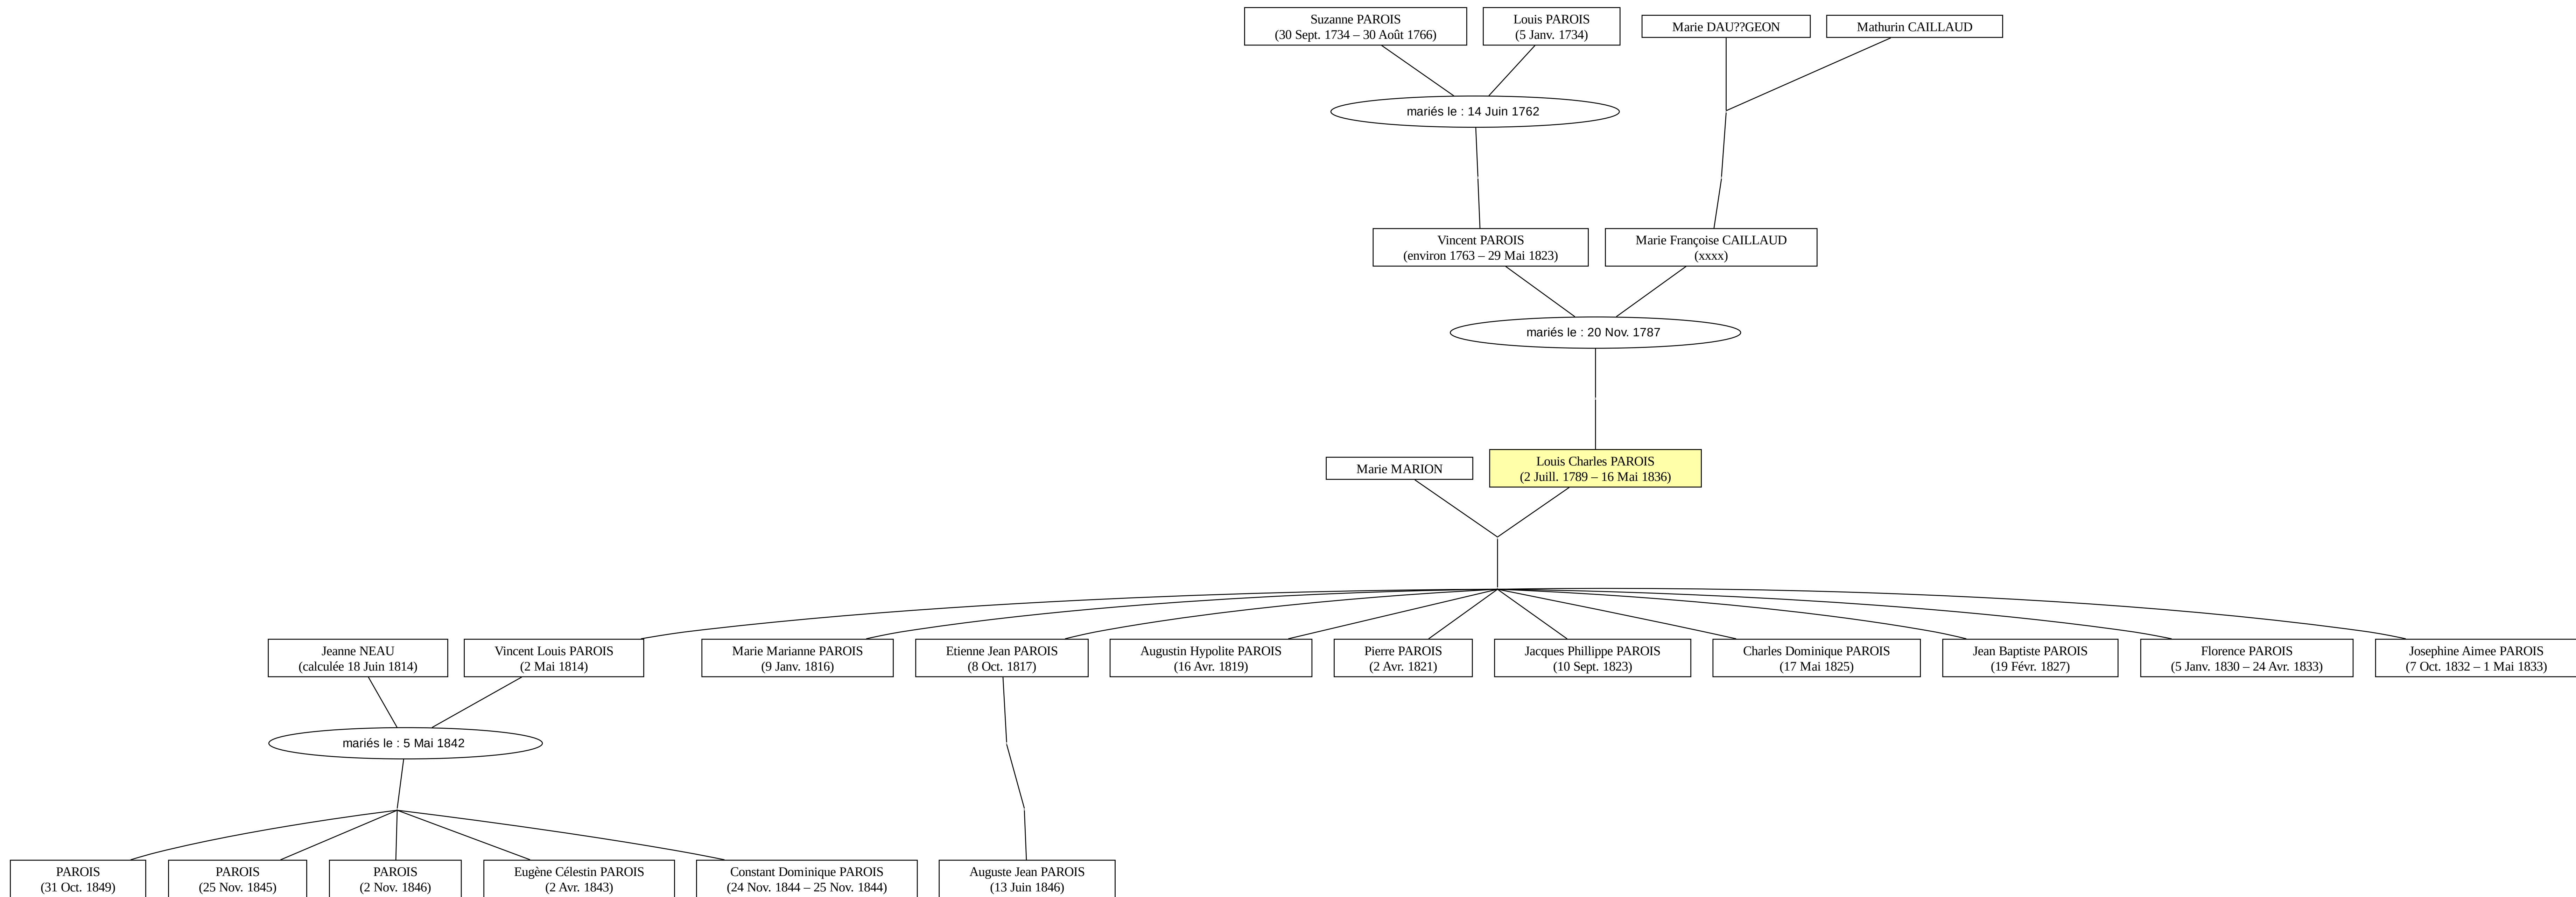 Suzanne PAROIS
(30 Sept. 1734 – 30 Août 1766)
Louis PAROIS
(5 Janv. 1734)
Marie DAU??GEON
Mathurin CAILLAUD
mariés le : 14 Juin 1762
Vincent PAROIS
(environ 1763 – 29 Mai 1823)
Marie Françoise CAILLAUD
(xxxx)
mariés le : 20 Nov. 1787
Marie MARION
Louis Charles PAROIS
(2 Juill. 1789 – 16 Mai 1836)
Jeanne NEAU
(calculée 18 Juin 1814)
Vincent Louis PAROIS
(2 Mai 1814)
Marie Marianne PAROIS
(9 Janv. 1816)
Etienne Jean PAROIS
(8 Oct. 1817)
Augustin Hypolite PAROIS
(16 Avr. 1819)
Pierre PAROIS
(2 Avr. 1821)
Jacques Phillippe PAROIS
(10 Sept. 1823)
Charles Dominique PAROIS
(17 Mai 1825)
Jean Baptiste PAROIS
(19 Févr. 1827)
Florence PAROIS
(5 Janv. 1830 – 24 Avr. 1833)
Josephine Aimee PAROIS
(7 Oct. 1832 – 1 Mai 1833)
mariés le : 5 Mai 1842
PAROIS
(31 Oct. 1849)
PAROIS
(25 Nov. 1845)
PAROIS
(2 Nov. 1846)
Eugène Célestin PAROIS
(2 Avr. 1843)
Constant Dominique PAROIS
(24 Nov. 1844 – 25 Nov. 1844)
Auguste Jean PAROIS
(13 Juin 1846)